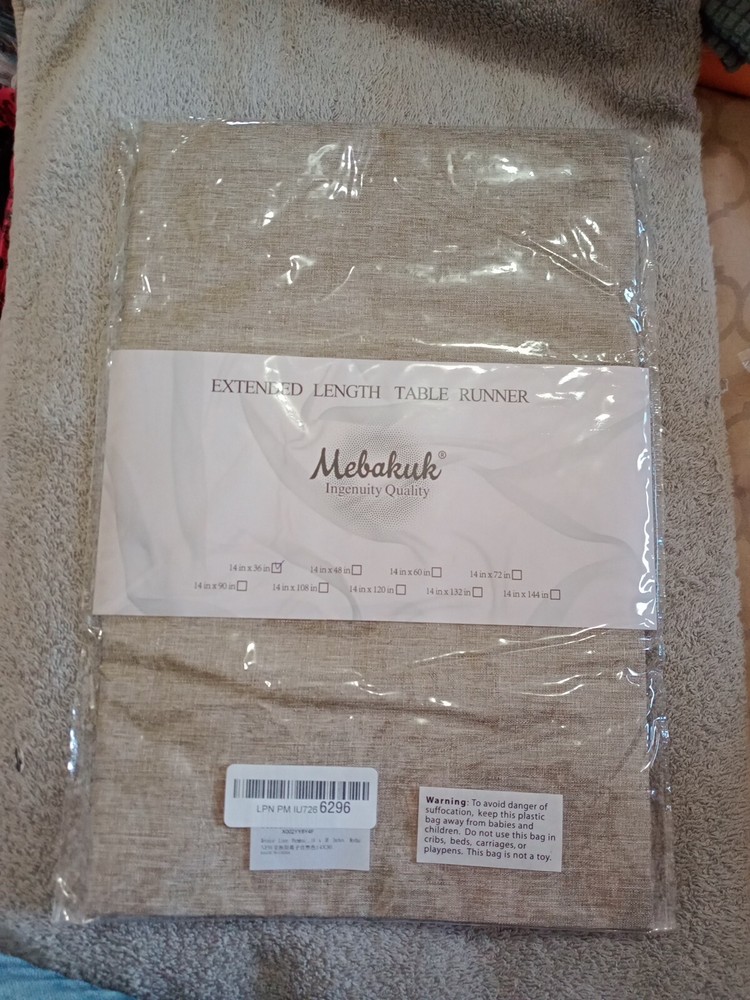 EXTENDED LENGTH TABLE RUNNER
Mebakuk®
Ingenuity Quality
14 in x 36 in 14 in x 48 in 14 in x 60 in 14 in x 72 in
14 in x 90 in 14 in x 108 in 14 in x 120 in 14 in x 132 in 14 in x 144 in
LPN PM IU726 6296
Warning: To avoid danger of
suffocation, keep this plastic
bag away from babies and
children. Do not use this bag in
cribs, beds, carriages, or
playpens. This bag is not a toy.